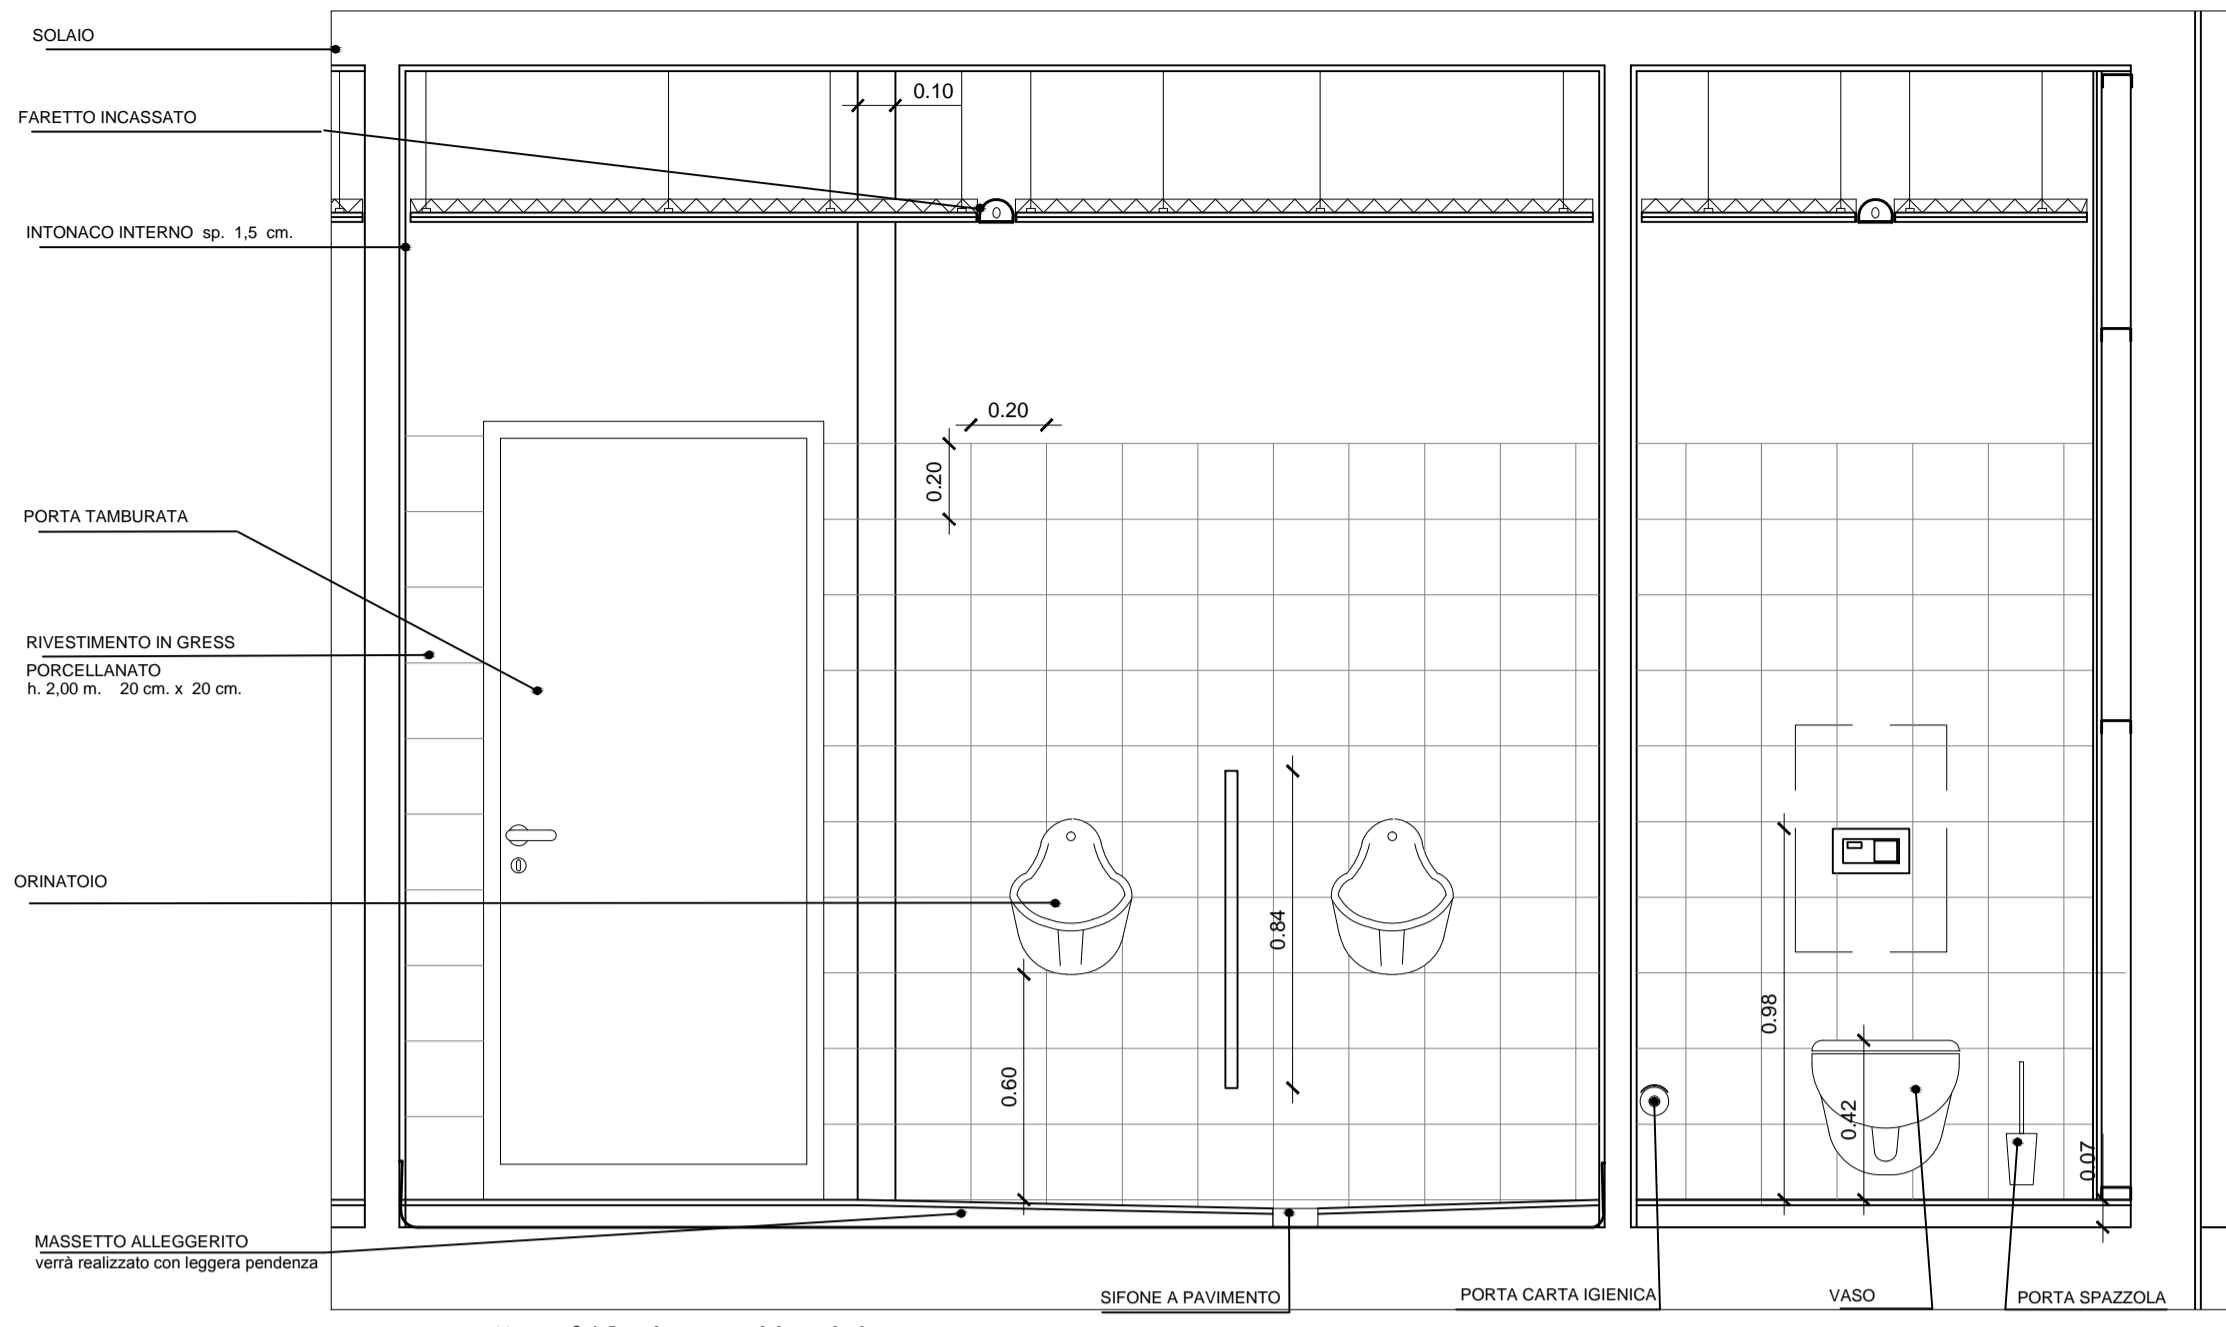 SOLAIO
0.10
FARETTO INCASSATO
INTONACO INTERNO sp. 1,5 cm.
0.20
0.20
PORTA TAMBURATA
RIVESTIMENTO IN GRESS
PORCELLANATO
h. 2,00 m. 20 cm. x 20 cm.
ORINATOIO
0.84
0.98
0.60
0.42
0.07
MASSETTO ALLEGGERITO
verrà realizzato con leggera pendenza
SIFONE A PAVIMENTO
PORTA CARTA IGIENICA
VASO
PORTA SPAZZOLA